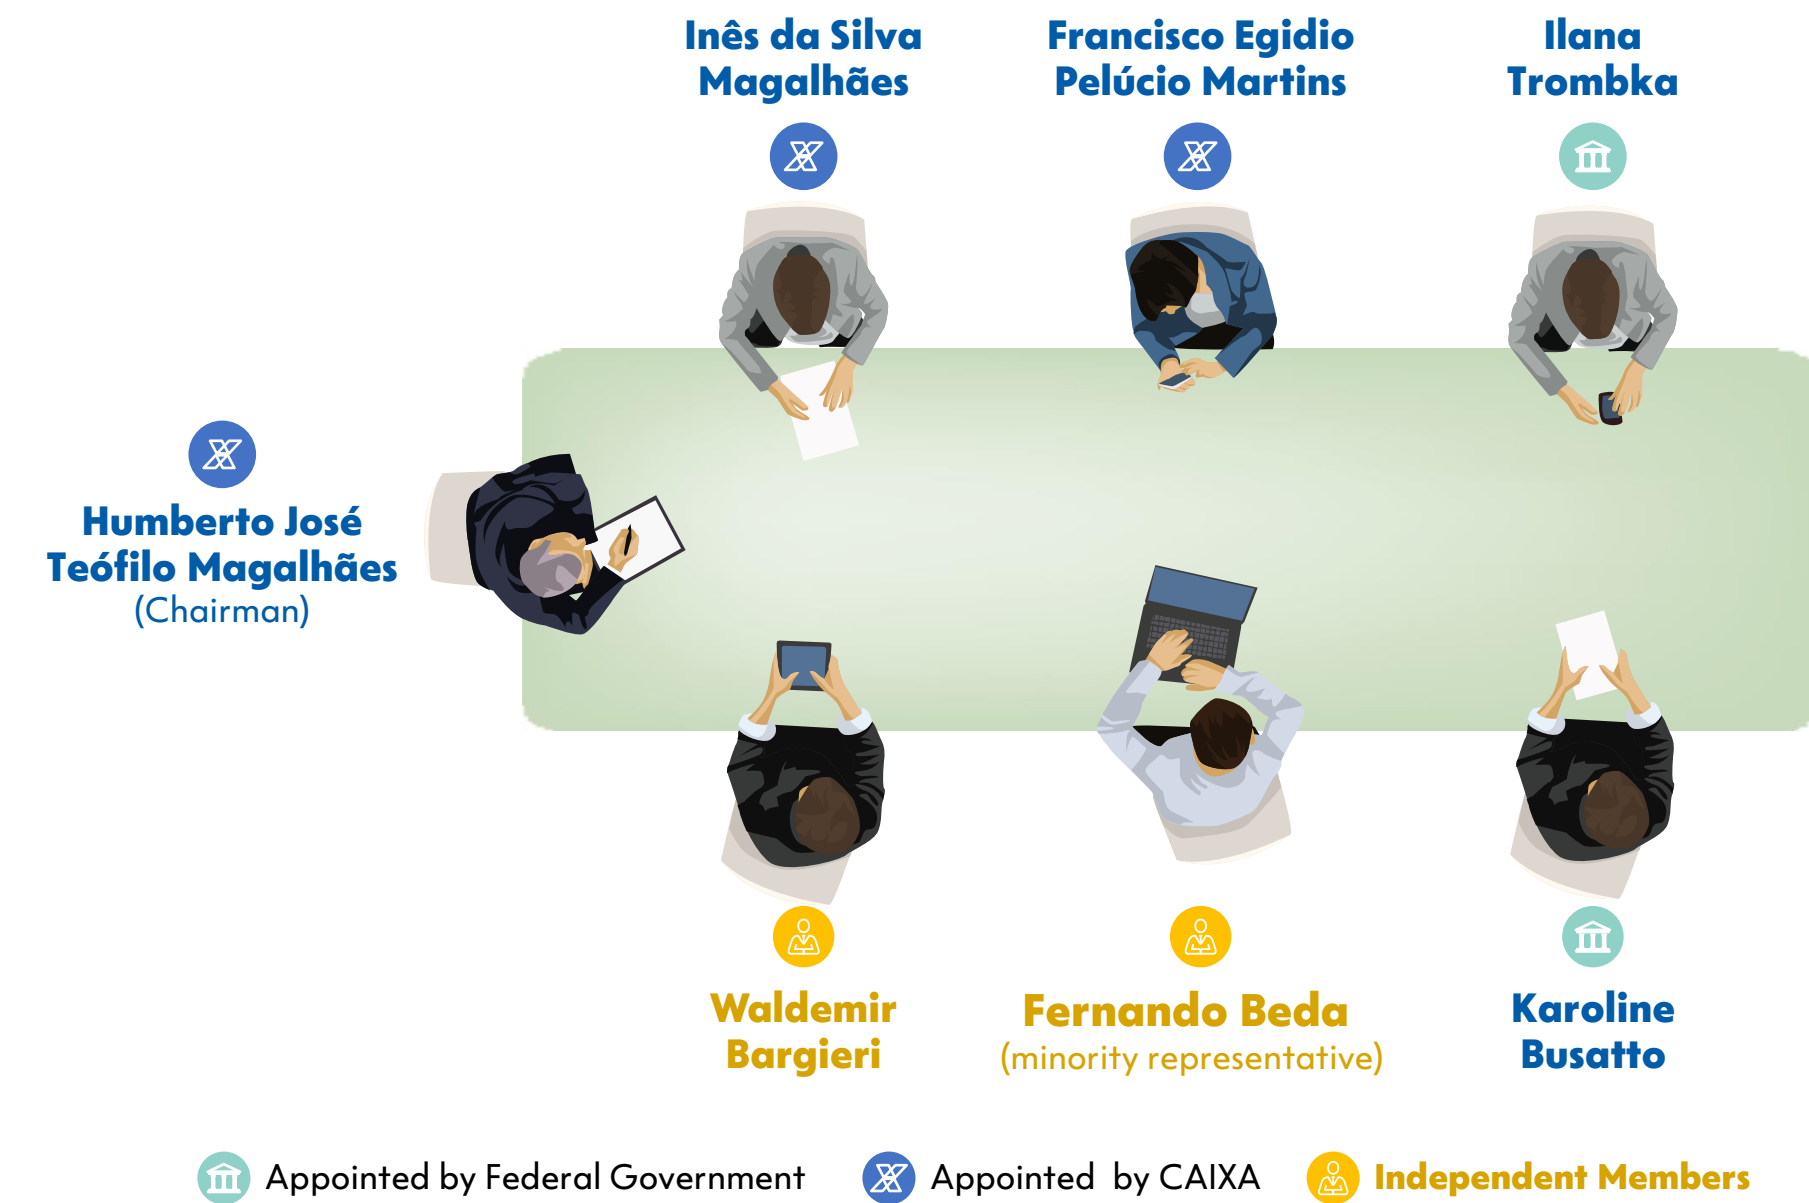 Inês da Silva
Magalhães
Francisco Egidio
Pelúcio Martins
Ilana
Trombka
Humberto José
Teófilo Magalhães
(Chairman)
Waldemir
Bargieri
Fernando Beda
(minority representative)
Karoline
Busatto
Appointed by Federal Government
Appointed by CAIXA
Independent Members